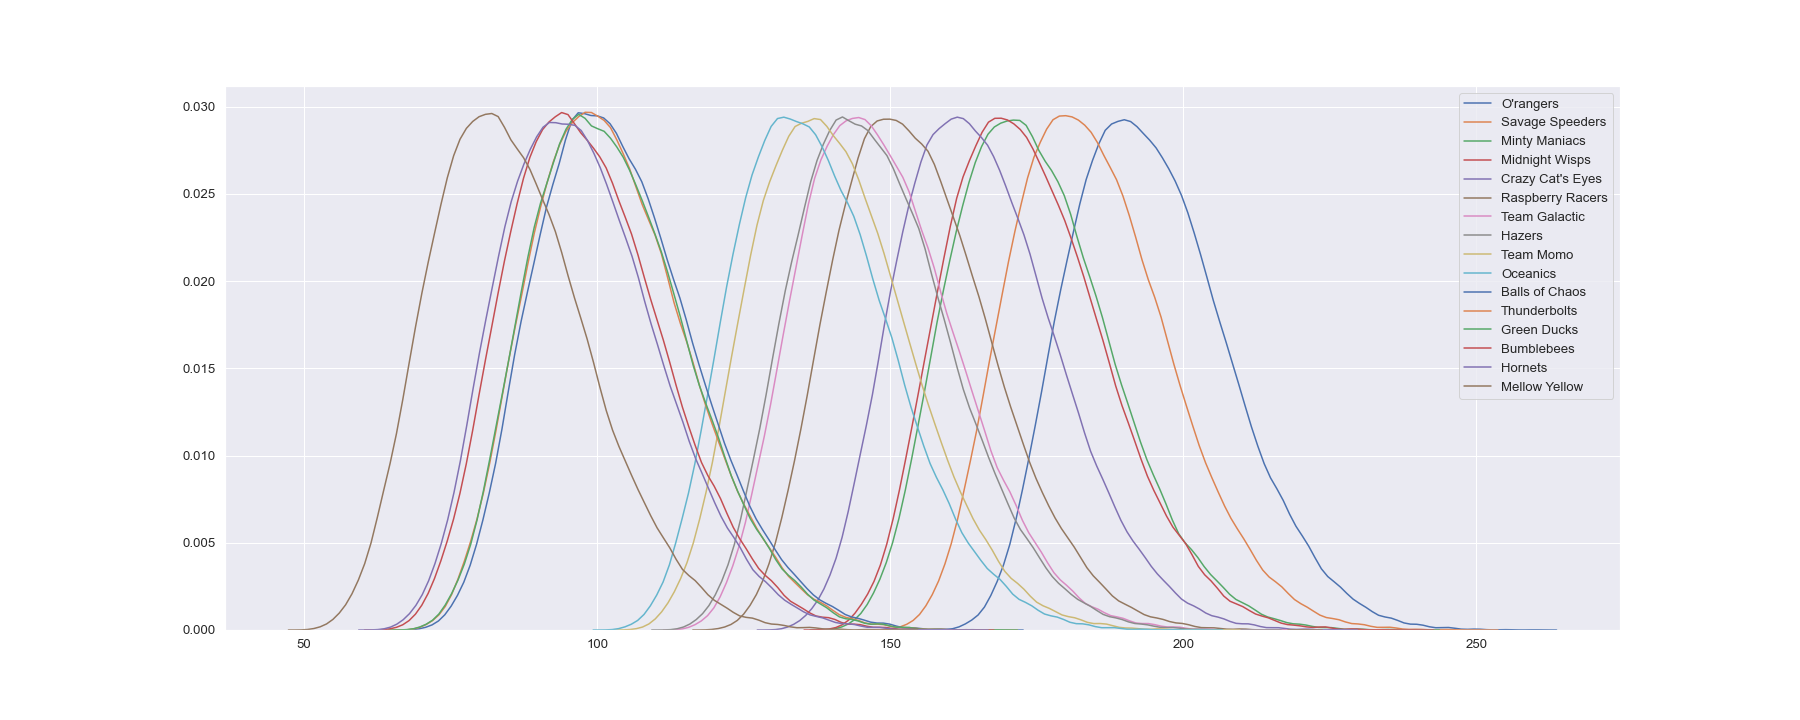 0.030
0.025
0.020
0.015
0.010
0.005
0.000
50 100 150 200 250
O'rangers
Savage Speeders
Minty Maniacs
Midnight Wisps
Crazy Cat's Eyes
Raspberry Racers
Team Galactic
Hazers
Team Momo
Oceanics
Balls of Chaos
Thunderbolts
Green Ducks
Bumblebees
Hornets
Mellow Yellow